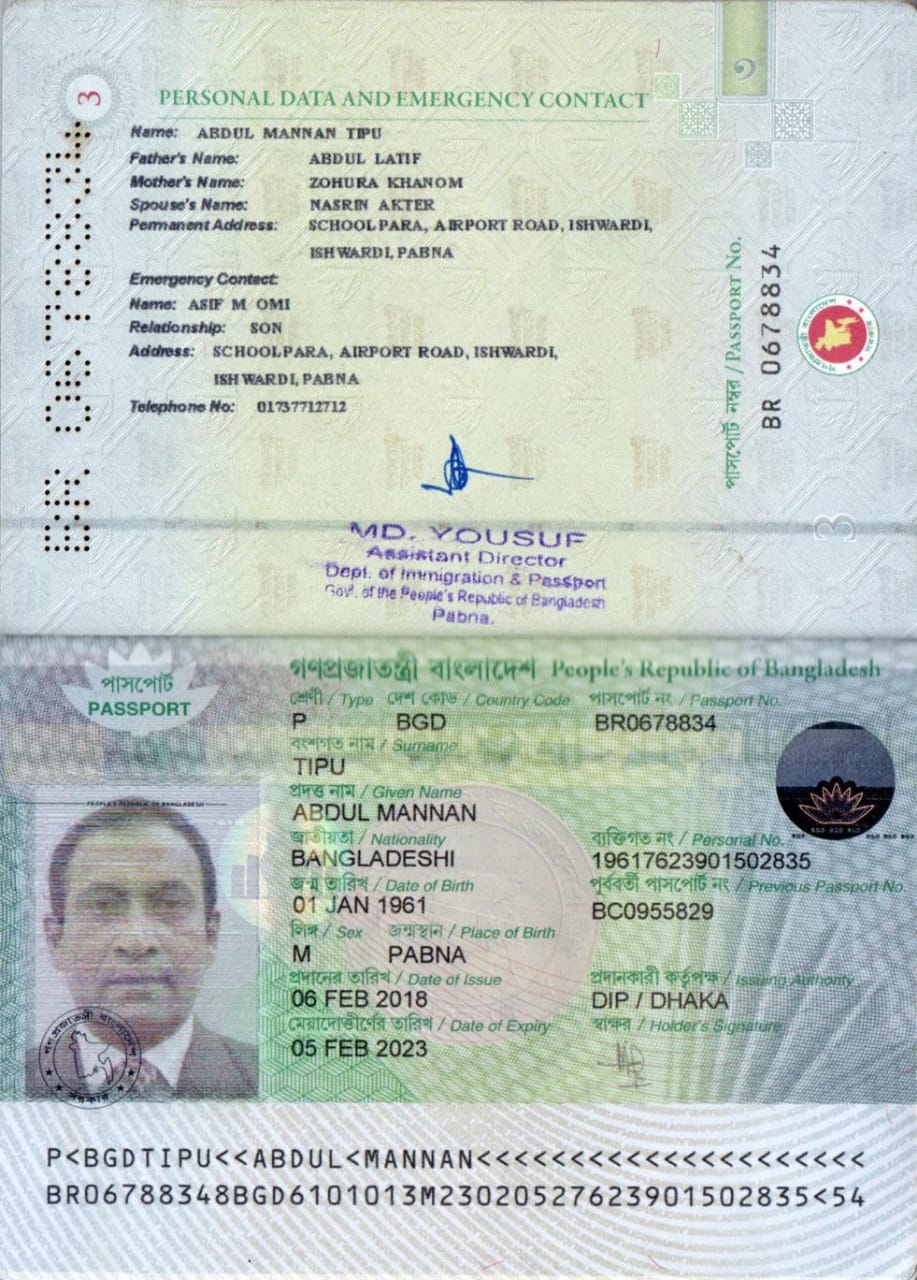 3
PERSONAL DATA AND EMERGENCY CONTACT
Name: ABDUL MANNAN TIPU
Father's Name: ABDUL LATIF
Mother's Name: ZOHURA KHANOM
Spouse's Name: NASRIN AKTER
Permanent Address: SCHOOLPARA, AIRPORT ROAD, ISHWARDI,
ISHWARDI, PABNA
Emergency Contact:
Name: ASIF M OMI
Relationship: SON
Address: SCHOOLPARA, AIRPORT ROAD, ISHWARDI,
ISHWARDI, PABNA
Telephone No: 01737712712
BR 0678834
পাসপোর্ট নম্বর / PASSPORT No.
BR 0678834
MD. YOUSUF
Assistant Director
Dept. of Immigration & Passport
Govt. of the People's Republic of Bangladesh
Pabna.
3
গণপ্রজাতন্ত্রী বাংলাদেশ People's Republic of Bangladesh
পাসপোর্ট
PASSPORT
শ্রেণী / Type দেশ কোড / Country Code পাসপোর্ট নং / Passport No.
P BGD BR0678834
বংশগত নাম / Surname
TIPU
প্রদত্ত নাম / Given Name
ABDUL MANNAN
জাতীয়তা / Nationality ব্যক্তিগত নং / Personal No.
BANGLADESHI 19617623901502835
জন্ম তারিখ / Date of Birth পূর্ববর্তী পাসপোর্ট নং / Previous Passport No.
01 JAN 1961 BC0955829
লিঙ্গ / Sex জন্মস্থান / Place of Birth
M PABNA
প্রদানের তারিখ / Date of Issue প্রদানকারী কর্তৃপক্ষ / Issuing Authority
06 FEB 2018 DIP / DHAKA
মেয়াদোত্তীর্ণের তারিখ / Date of Expiry স্বাক্ষর / Holder's Signature
05 FEB 2023
PEOPLE'S REPUBLIC OF BANGLADESH
গণপ্রজাতন্ত্রী বাংলাদেশ
সরকার
P<BGDTIPU<<ABDUL<MANNAN<<<<<<<<<<<<<<<<<<<<<
BR06788348BGD6101013M23020527623901502835<54